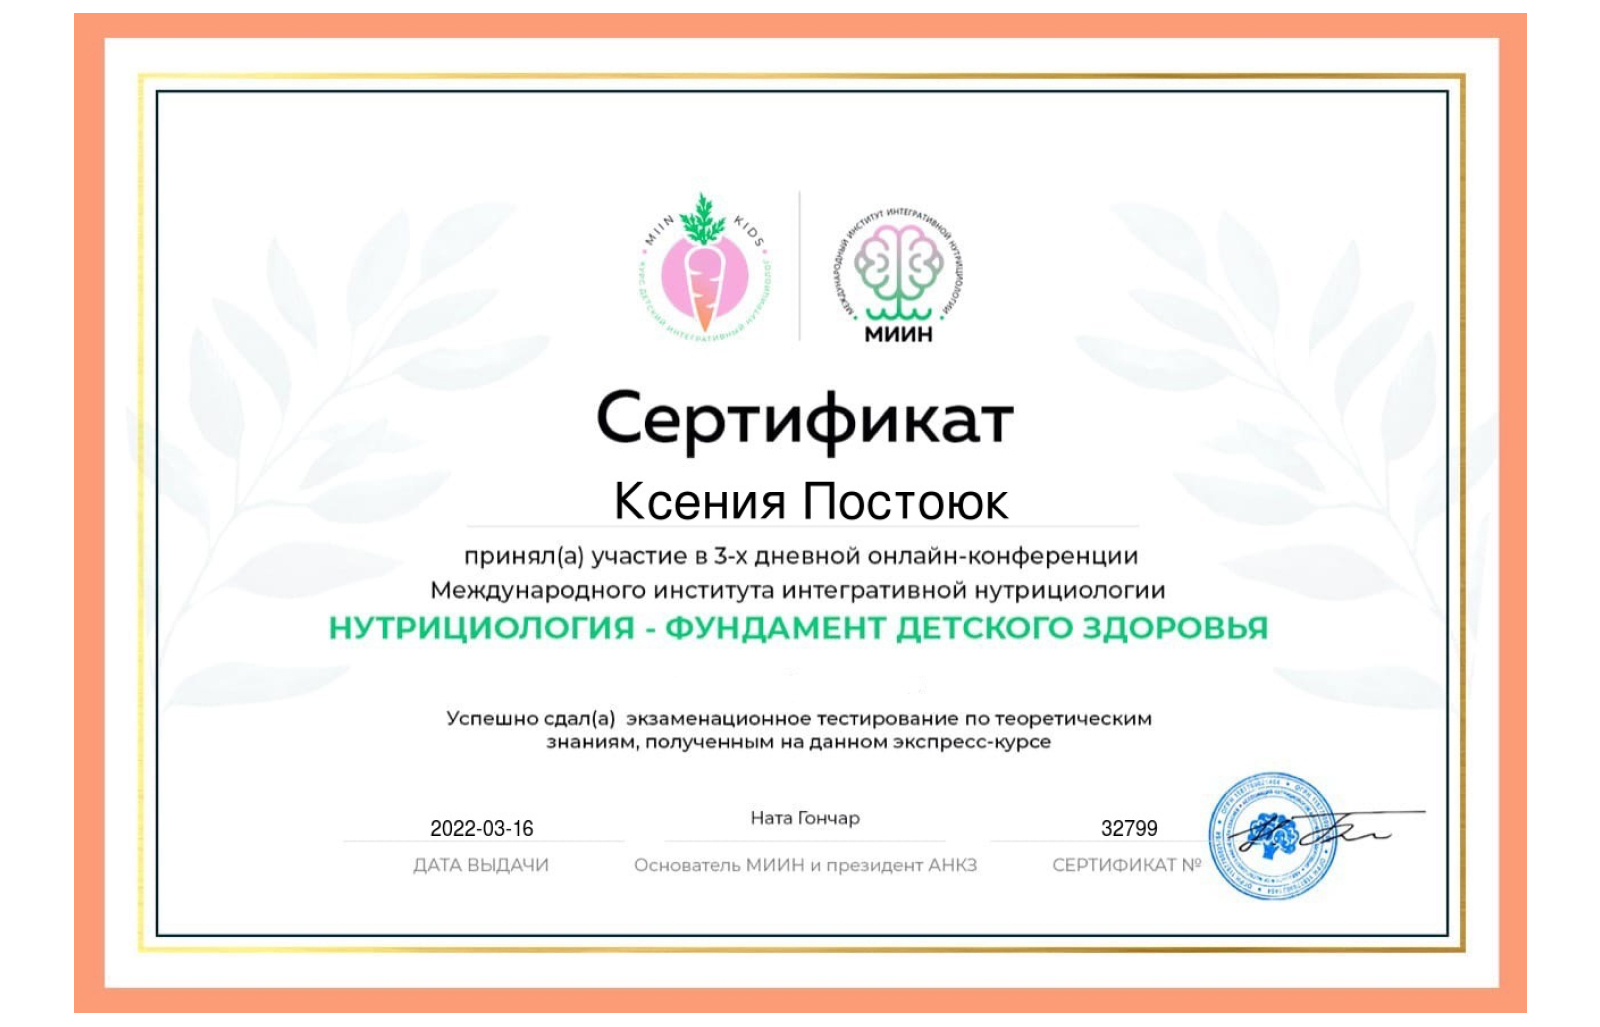 MIIN KIDS
КУРС ДЕТСКИЙ ИНТЕГРАТИВНЫЙ НУТРИЦИОЛОГ
МЕЖДУНАРОДНЫЙ ИНСТИТУТ ИНТЕГРАТИВНОЙ НУТРИЦИОЛОГИИ
МИИН
Сертификат
Ксения Постоюк
принял(а) участие в 3-х дневной онлайн-конференции
Международного института интегративной нутрициологии
НУТРИЦИОЛОГИЯ - ФУНДАМЕНТ ДЕТСКОГО ЗДОРОВЬЯ
Успешно сдал(а) экзаменационное тестирование по теоретическим
знаниям, полученным на данном экспресс-курсе
2022-03-16
ДАТА ВЫДАЧИ
Ната Гончар
Основатель МИИН и президент АНКЗ
32799
СЕРТИФИКАТ №